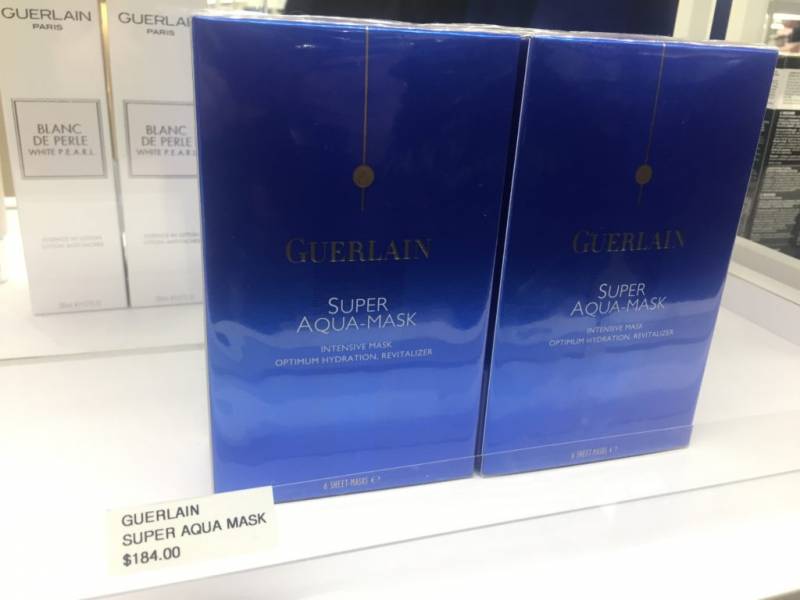 GUERLAIN
PARIS
BLANC
DE PERLE
WHITE P.E.A.R.L
GUERLAI
PARIS
BLANC
DE PERLE
WHITE P.E.A.R.L
GUERLAIN
SUPER
AQUA-MASK
INTENSIVE MASK
OPTIMUM HYDRATION, REVITALIZER
6 SHEET-MASKS
GUERLAIN
SUPER
AQUA-MASK
INTENSIVE MASK
OPTIMUM HYDRATION, REVITALIZER
6 SHEET-MASKS
GUERLAIN
SUPER AQUA MASK
$184.00